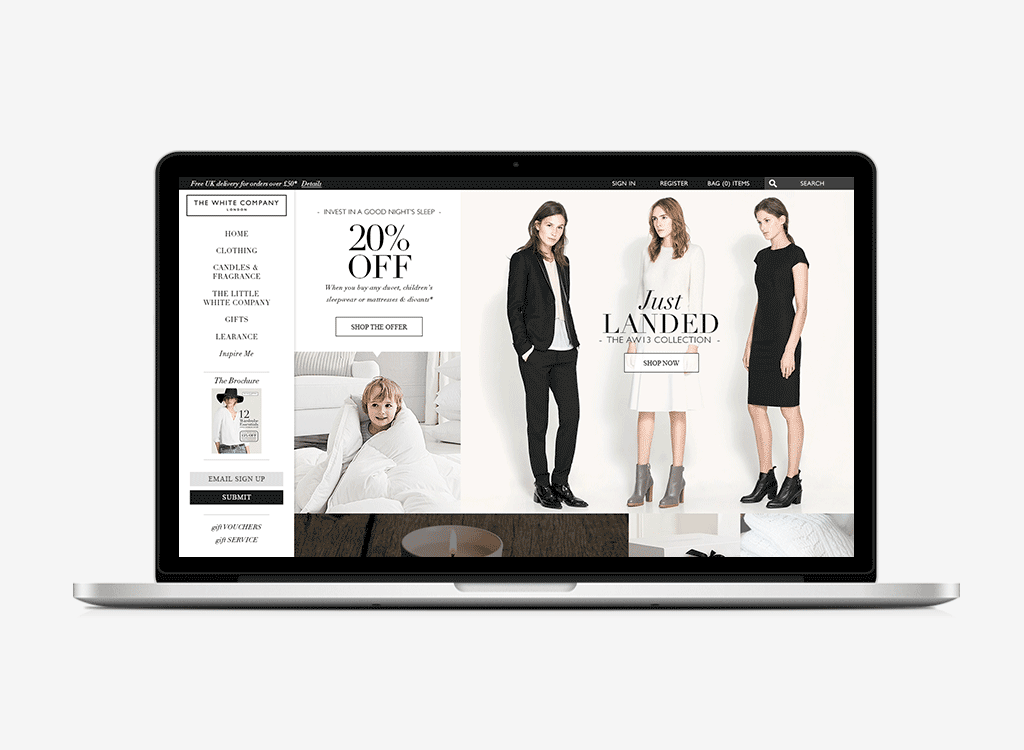 Free UK delivery for orders over £50* Details
SIGN IN
REGISTER
BAG (0) ITEMS
SEARCH
THE WHITE COMPANY
LONDON
HOME
CLOTHING
CANDLES &
FRAGRANCE
THE LITTLE
WHITE COMPANY
GIFTS
LEARANCE
Inspire Me
The Brochure
12
Wardrobe
Essentials
EMAIL SIGN UP
SUBMIT
gift VOUCHERS
gift SERVICE
- INVEST IN A GOOD NIGHT'S SLEEP -
20%
OFF
When you buy any duvet, children's
sleepwear or mattresses & divants*
SHOP THE OFFER
Just
LANDED
- THE AW13 COLLECTION -
SHOP NOW